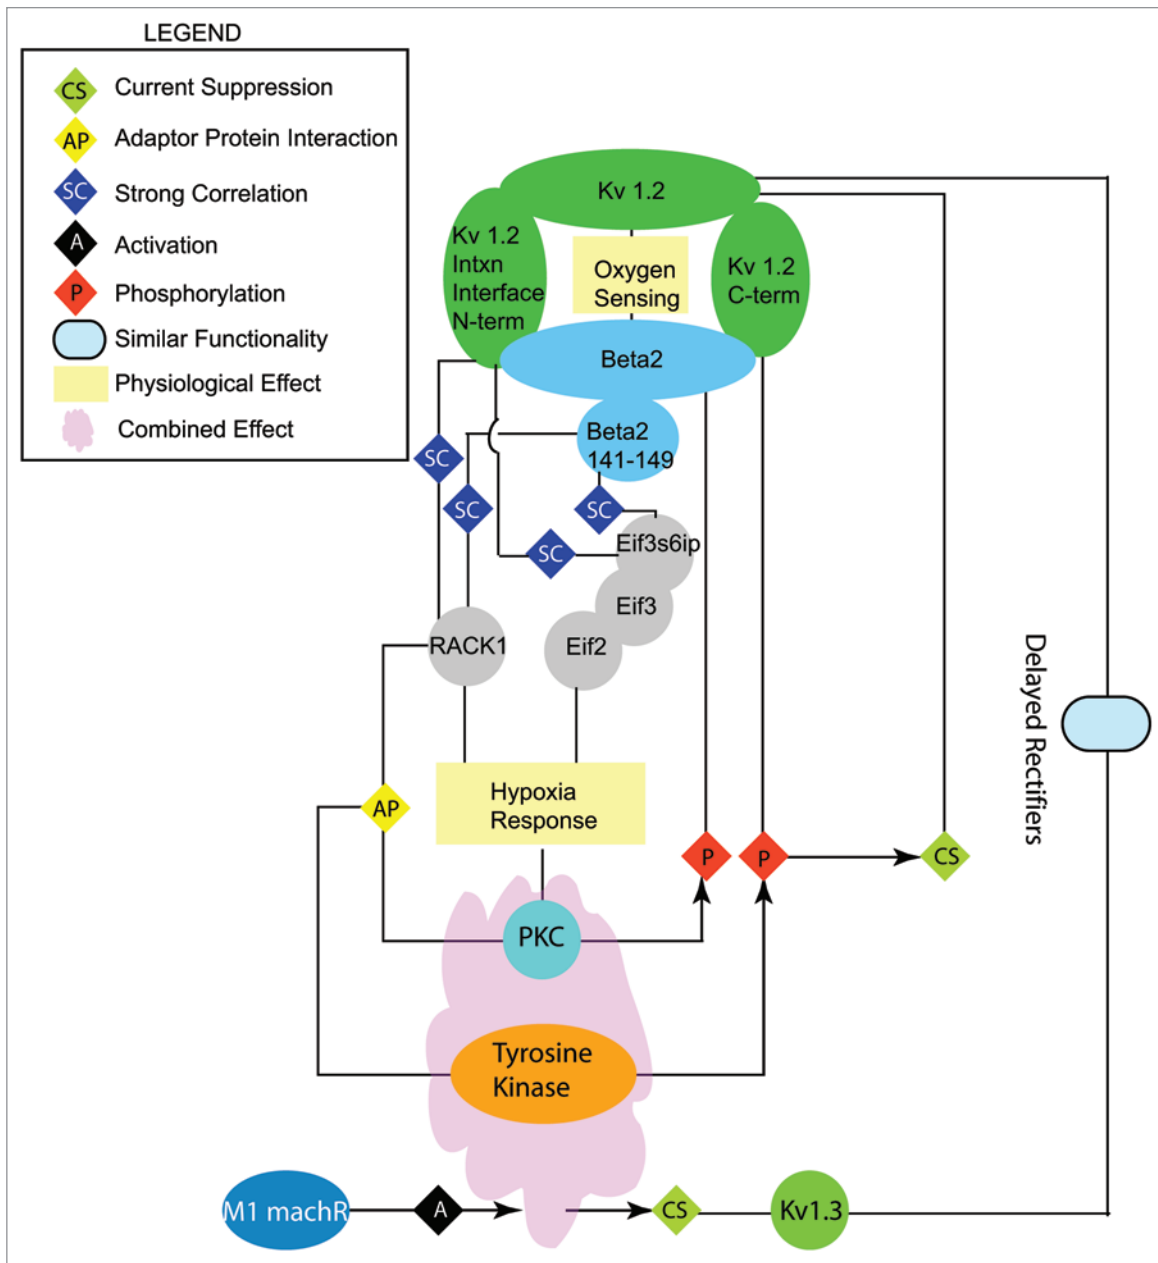 LEGEND
CS
Current Suppression
AP
Adaptor Protein Interaction
SC
Strong Correlation
A
Activation
P
Phosphorylation
Similar Functionality
Physiological Effect
Combined Effect
Kv 1.2
Kv 1.2
Intxn
Interface
N-term
Oxygen
Sensing
Kv 1.2
C-term
Beta2
Beta2
141-149
SC
SC
SC
SC
Eif3s6ip
Eif3
Eif2
RACK1
Delayed Rectifiers
Hypoxia
Response
AP
P
P
CS
PKC
Tyrosine
Kinase
M1 machR
A
CS
Kv1.3